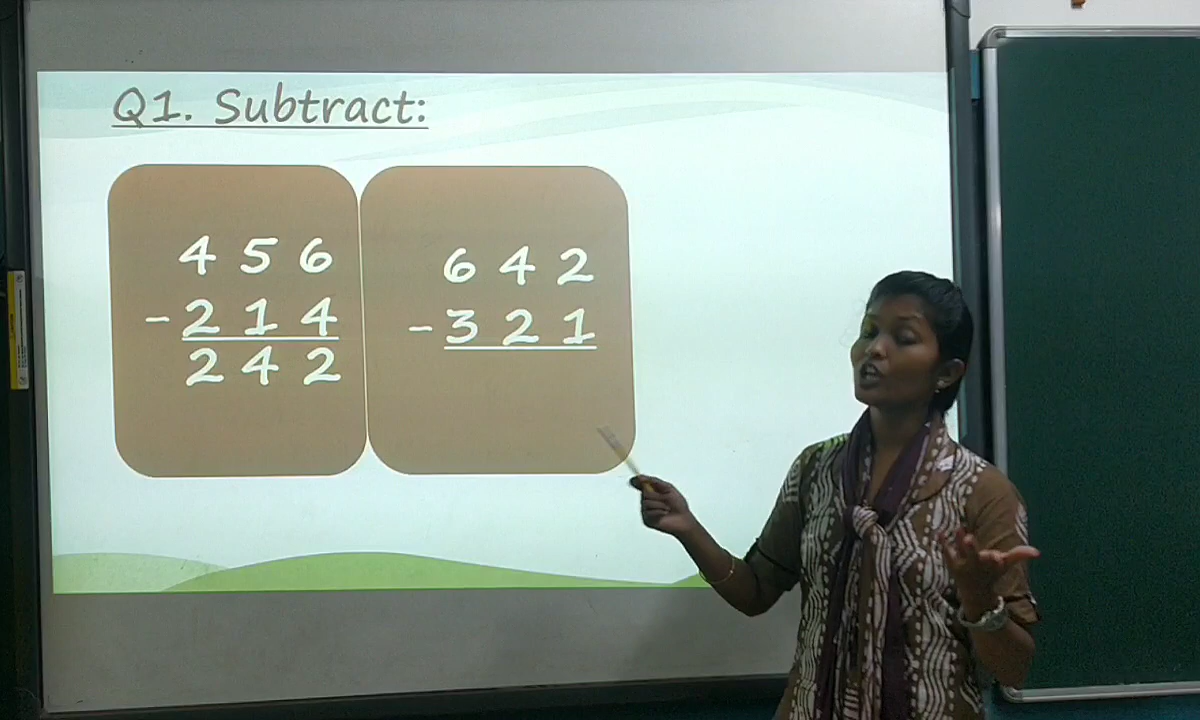 Q1. Subtract:
4 5 6
- 2 1 4
2 4 2
6 4 2
- 3 2 1